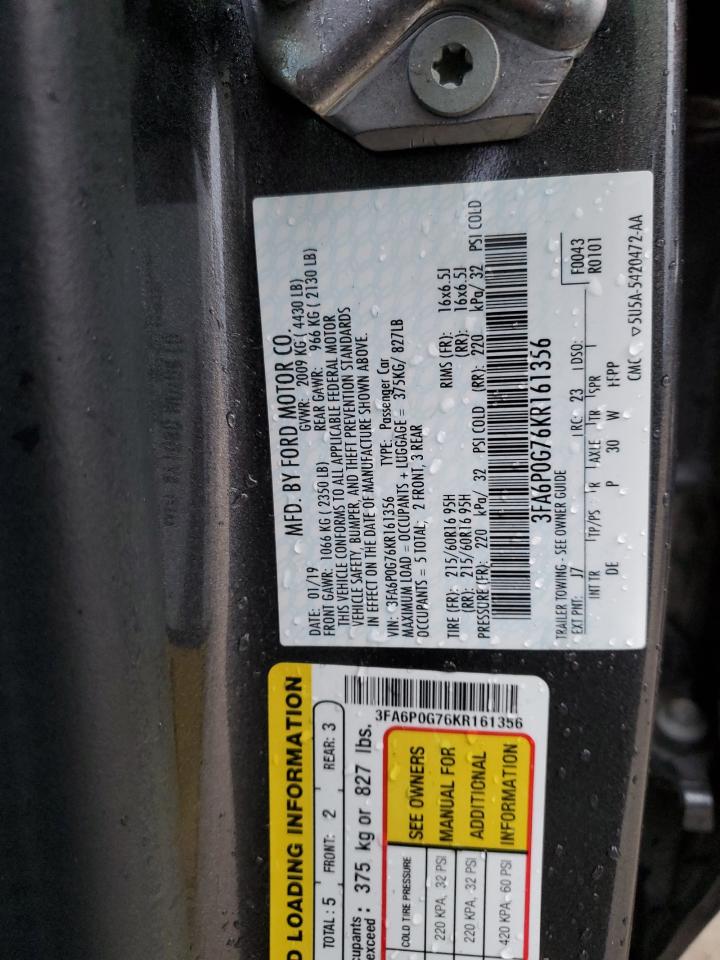 MFD. BY FORD MOTOR CO.
DATE: 01/19 GVWR: 2009 KG ( 4430 LB)
FRONT GAWR: 1066 KG ( 2350 LB) REAR GAWR: 966 KG ( 2130 LB)
THIS VEHICLE CONFORMS TO ALL APPLICABLE FEDERAL MOTOR
VEHICLE SAFETY, BUMPER, AND THEFT PREVENTION STANDARDS
IN EFFECT ON THE DATE OF MANUFACTURE SHOWN ABOVE.
VIN: 3FA6P0G76KR161356 TYPE: Passenger Car
MAXIMUM LOAD = OCCUPANTS + LUGGAGE = 375KG/ 827LB
OCCUPANTS = 5 TOTAL; 2 FRONT, 3 REAR
TIRE (FR): 215/60R16 95H RIMS (FR): 16x6.5J
(RR): 215/60R16 95H (RR): 16x6.5J
PRESSURE (FR): 220 kPa/ 32 PSI COLD (RR): 220 kPa/ 32 PSI COLD
3FA6P0G76KR161356
TRAILER TOWING - SEE OWNER GUIDE
F0043
EXT PNT: J7 RC: 23 DSO: R0101
INT TR TP/PS R AXLE TR SPR
DE P 30 W HFPP
CMC ▽ 5U5A-5420472-AA
D LOADING INFORMATION
TOTAL : 5 FRONT: 2 REAR: 3
cupants
exceed : 375 kg or 827 lbs.
3FA6P0G76KR161356
COLD TIRE PRESSURE
220 KPA, 32 PSI
220 KPA, 32 PSI
420 KPA, 60 PSI
SEE OWNERS
MANUAL FOR
ADDITIONAL
INFORMATION